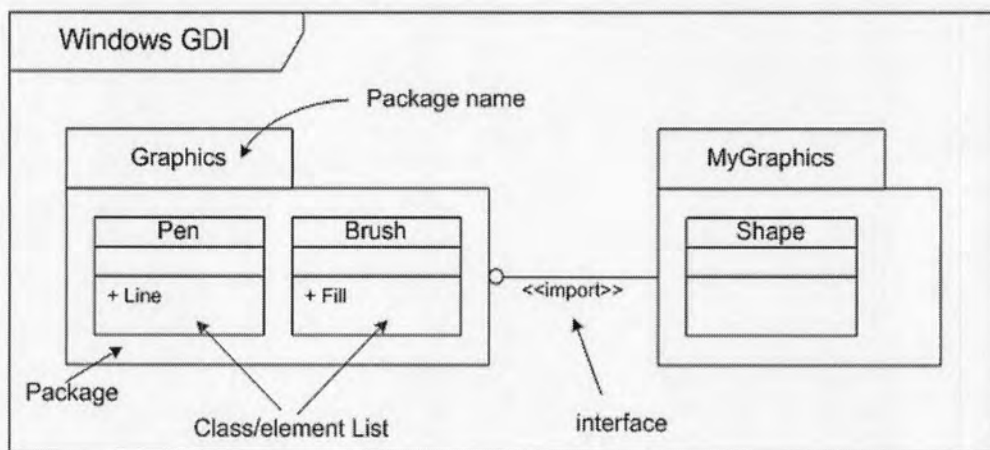 Windows GDI
Package name
Graphics
MyGraphics
Pen
Brush
Shape
+ Line
+ Fill
<<import>>
Package
Class/element List
interface